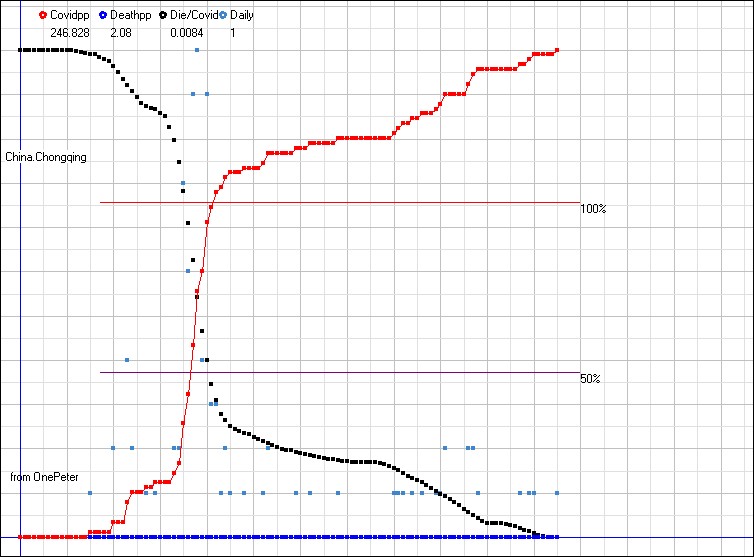 Covidpp Deathpp Die/Covid Daily
246.828 2.08 0.0084 1
China.Chongqing
100%
50%
from OnePeter